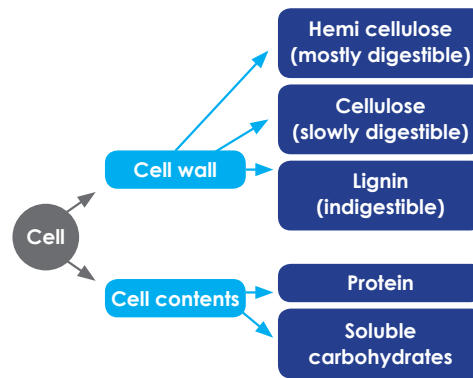 Hemi cellulose
(mostly digestible)
Cellulose
(slowly digestible)
Cell wall
Lignin
(indigestible)
Cell
Cell contents
Protein
Soluble
carbohydrates